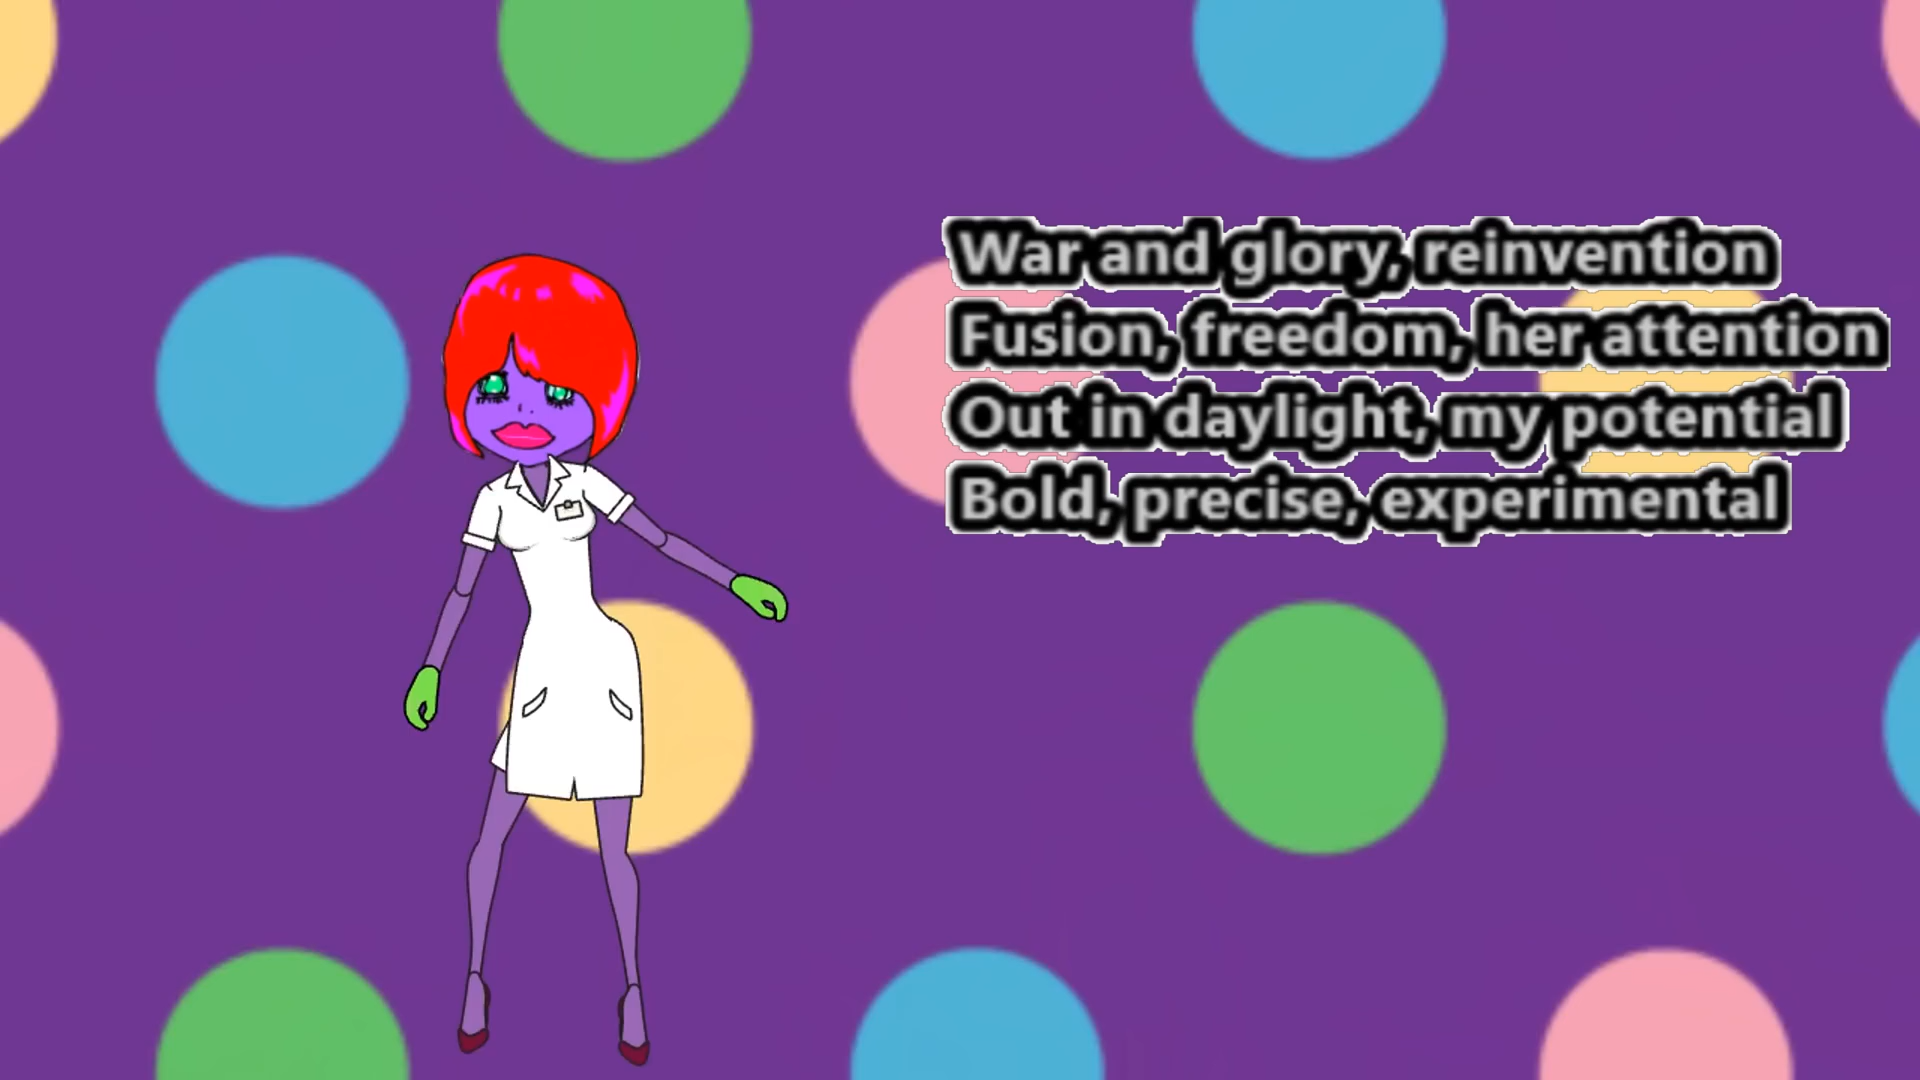 War and glory, reinvention
Fusion, freedom, her attention
Out in daylight, my potential
Bold, precise, experimental